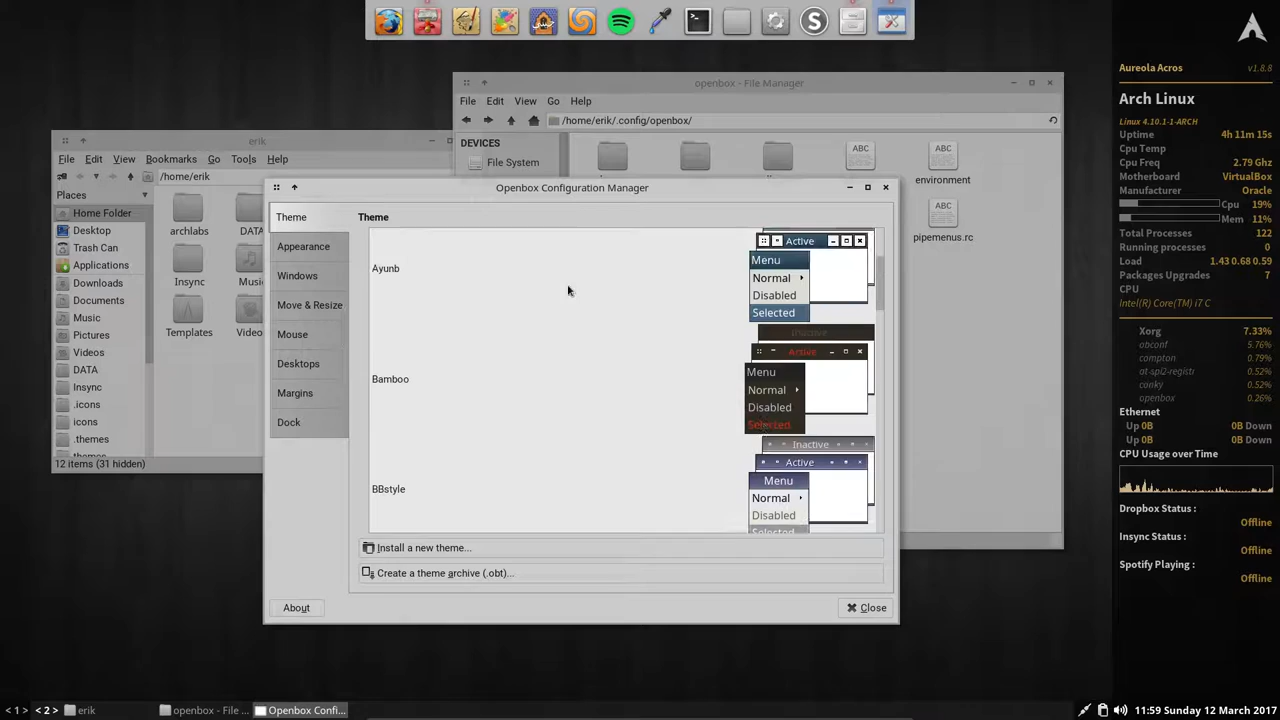 openbox - File Manager
File Edit View Go Help
/home/erik/.config/openbox/
DEVICES
File System
ABC
ABC
environment
ABC
pipemenus.rc
erik
File Edit View Bookmarks Go Tools Help
/home/erik
Places
Home Folder
Desktop
Trash Can
Applications
Downloads
Documents
Music
Pictures
Videos
DATA
Insync
.icons
icons
.themes
themes
archlabs
DATA
Insync
Music
Templates
Video
12 items (31 hidden)
Openbox Configuration Manager
Theme
Appearance
Windows
Move & Resize
Mouse
Desktops
Margins
Dock
Theme
Ayunb
Active
Menu
Normal
Disabled
Selected
Bamboo
Inactive
Active
Menu
Normal
Disabled
Selected
BBstyle
Inactive
Active
Menu
Normal
Disabled
Selected
Install a new theme...
Create a theme archive (.obt)...
About
Close
Aureola Acros v1.8.8
Arch Linux
Linux 4.10.1-1-ARCH
Uptime 4h 11m 15s
Cpu Temp
Cpu Freq 2.79 Ghz
Motherboard VirtualBox
Manufacturer Oracle
Cpu 19%
Mem 11%
Total Processes 122
Running processes 0
Load 1.43 0.68 0.59
Packages Upgrades 7
CPU
Intel(R) Core(TM) i7 C
Xorg 7.33%
obconf 5.76%
compton 0.79%
at-spi2-registr 0.52%
conky 0.52%
openbox 0.26%
Ethernet
Up 0B 0B Down
Up 0B 0B Down
CPU Usage over Time
Dropbox Status :
Offline
Insync Status :
Offline
Spotify Playing :
Offline
< 1 > < 2 > erik openbox - File ... Openbox Confi... 11:59 Sunday 12 March 2017